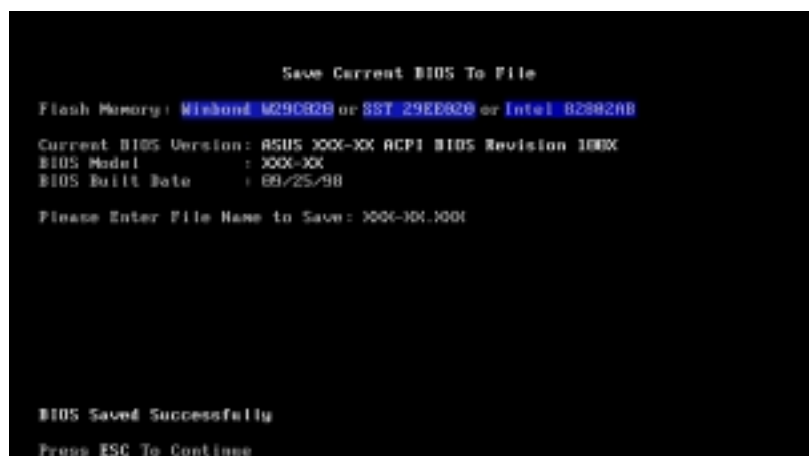 Save Current BIOS To File
Flash Memory: Winbond W29C020 or SST 29EE020 or Intel 82802AB
Current BIOS Version: ASUS XXX-XX ACPI BIOS Revision 100X
BIOS Model : XXX-XX
BIOS Built Date : 09/25/98
Please Enter File Name to Save: XXX-XX.XXX
BIOS Saved Successfully
Press ESC To Continue